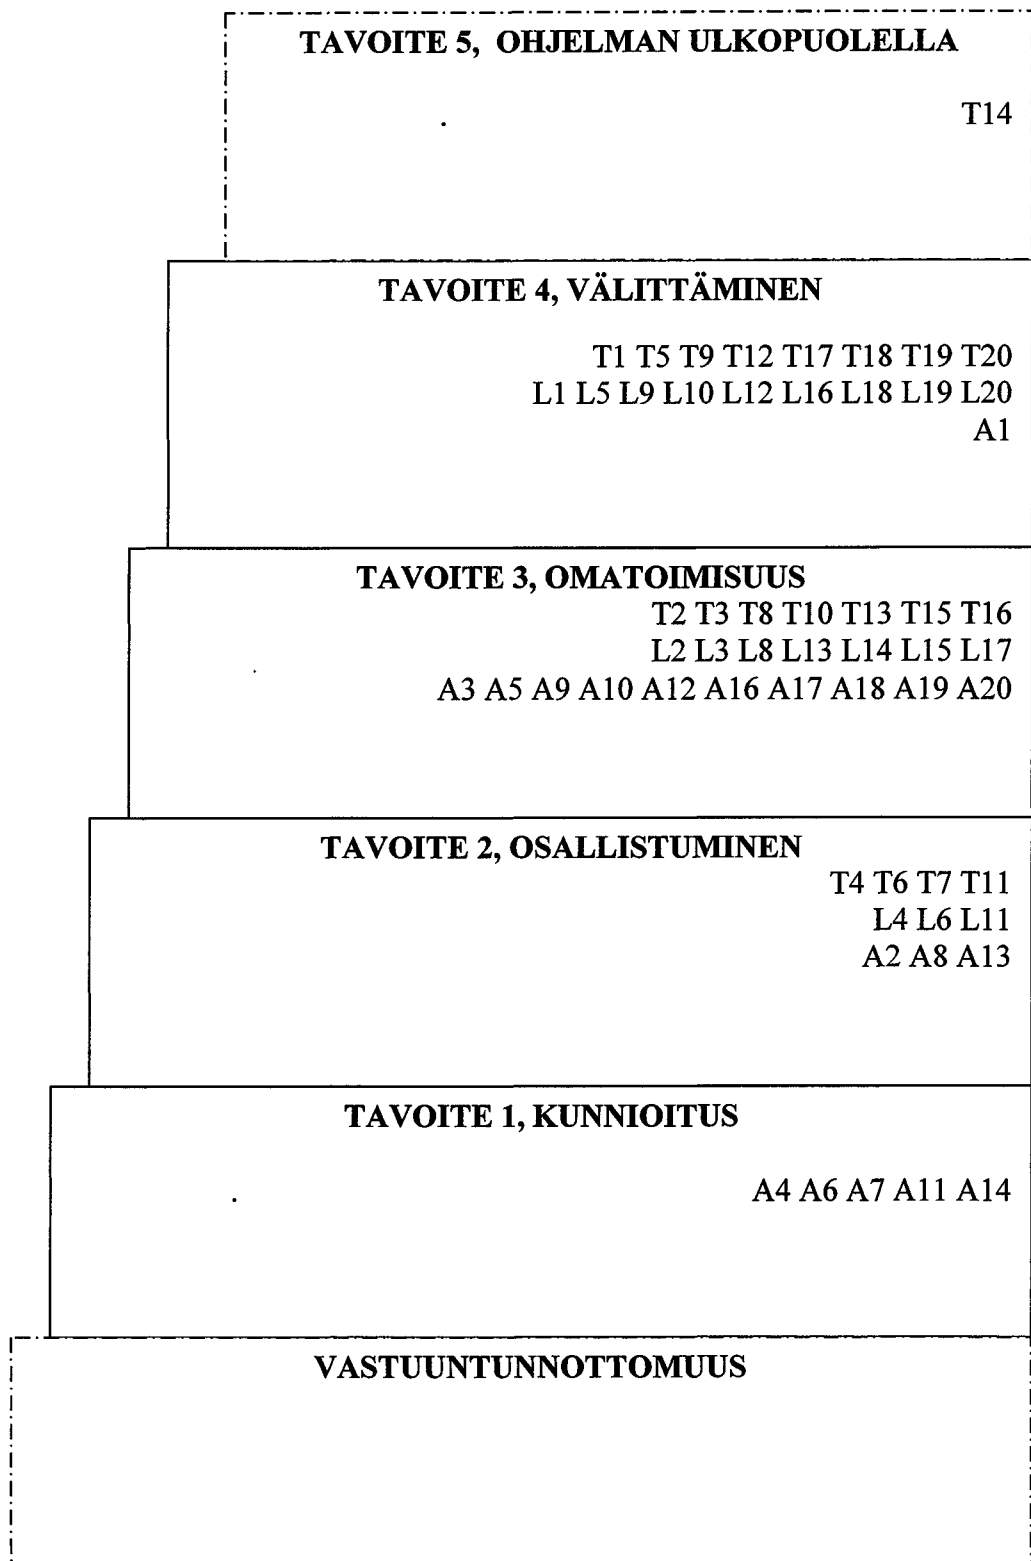 TAVOITE 5, OHJELMAN ULKOPUOLELLA
T14
TAVOITE 4, VÄLITTÄMINEN
T1 T5 T9 T12 T17 T18 T19 T20
L1 L5 L9 L10 L12 L16 L18 L19 L20
A1
TAVOITE 3, OMATOIMISUUS
T2 T3 T8 T10 T13 T15 T16
L2 L3 L8 L13 L14 L15 L17
A3 A5 A9 A10 A12 A16 A17 A18 A19 A20
TAVOITE 2, OSALLISTUMINEN
T4 T6 T7 T11
L4 L6 L11
A2 A8 A13
TAVOITE 1, KUNNIOITUS
A4 A6 A7 A11 A14
VASTUUNTUNNOTTOMUUS